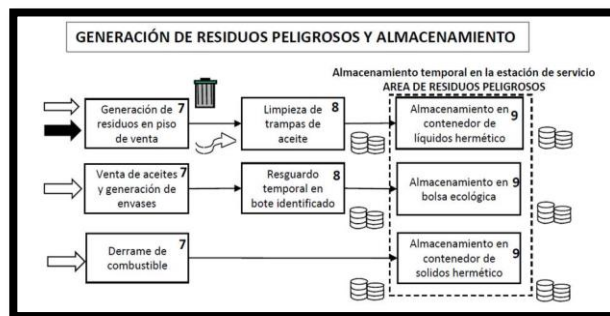 GENERACIÓN DE RESIDUOS PELIGROSOS Y ALMACENAMIENTO
Almacenamiento temporal en la estación de servicio
AREA DE RESIDUOS PELIGROSOS
Generación de 7
residuos en piso
de venta
Limpieza de 8
trampas de
aceite
Almacenamiento en 9
contenedor de
líquidos hermético
Venta de aceites 7
y generación de
envases
Resguardo 8
temporal en
bote identificado
Almacenamiento en 9
bolsa ecológica
Derrame de 7
combustible
Almacenamiento en
contenedor de 9
solidos hermético